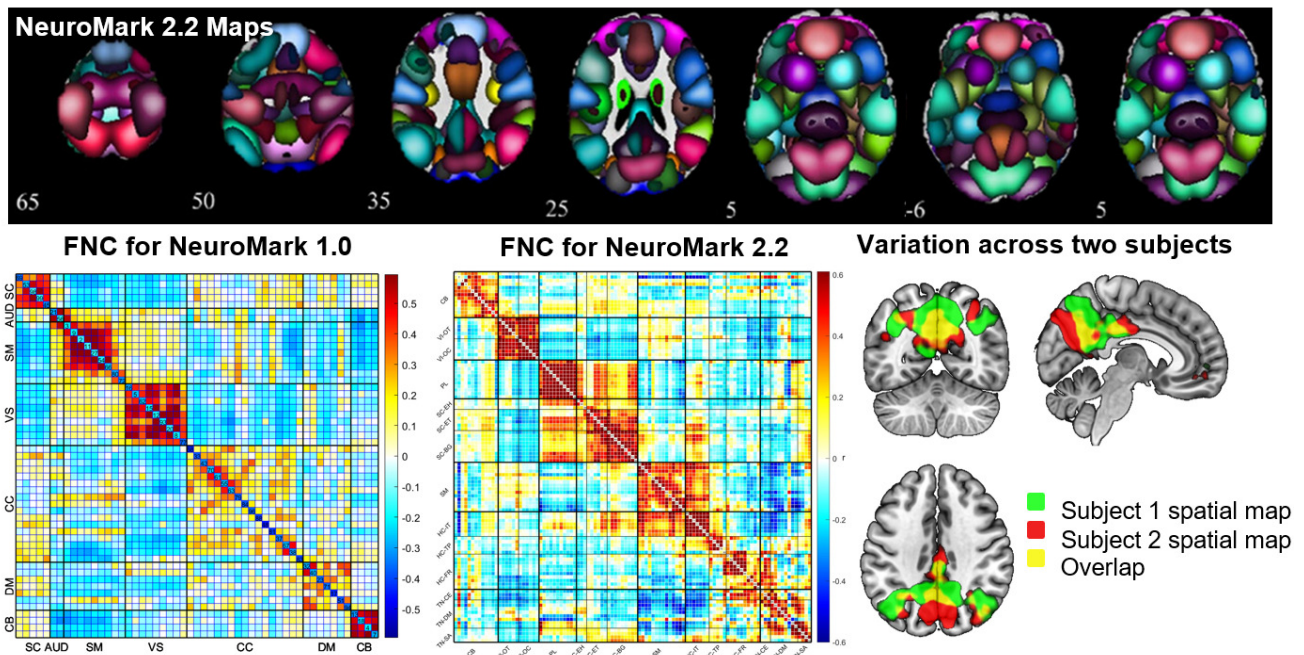 NeuroMark 2.2 Maps
65
50
35
25
5
-6
5
FNC for NeuroMark 1.0
FNC for NeuroMark 2.2
Variation across two subjects
SC
AUD
SM
VS
CC
DM
CB
SC AUD SM VS CC DM CB
0.5
0.4
0.3
0.2
0.1
0
-0.1
-0.2
-0.3
-0.4
-0.5
CB
VI-OT
VI-OC
PL
SC-EH
SC-ET
SC-BG
SM
HC-IT
HC-TP
HC-FR
TN-CE
TN-DM
TN-SA
0.6
0.4
0.2
0 r
-0.2
-0.4
-0.6
Subject 1 spatial map
Subject 2 spatial map
Overlap